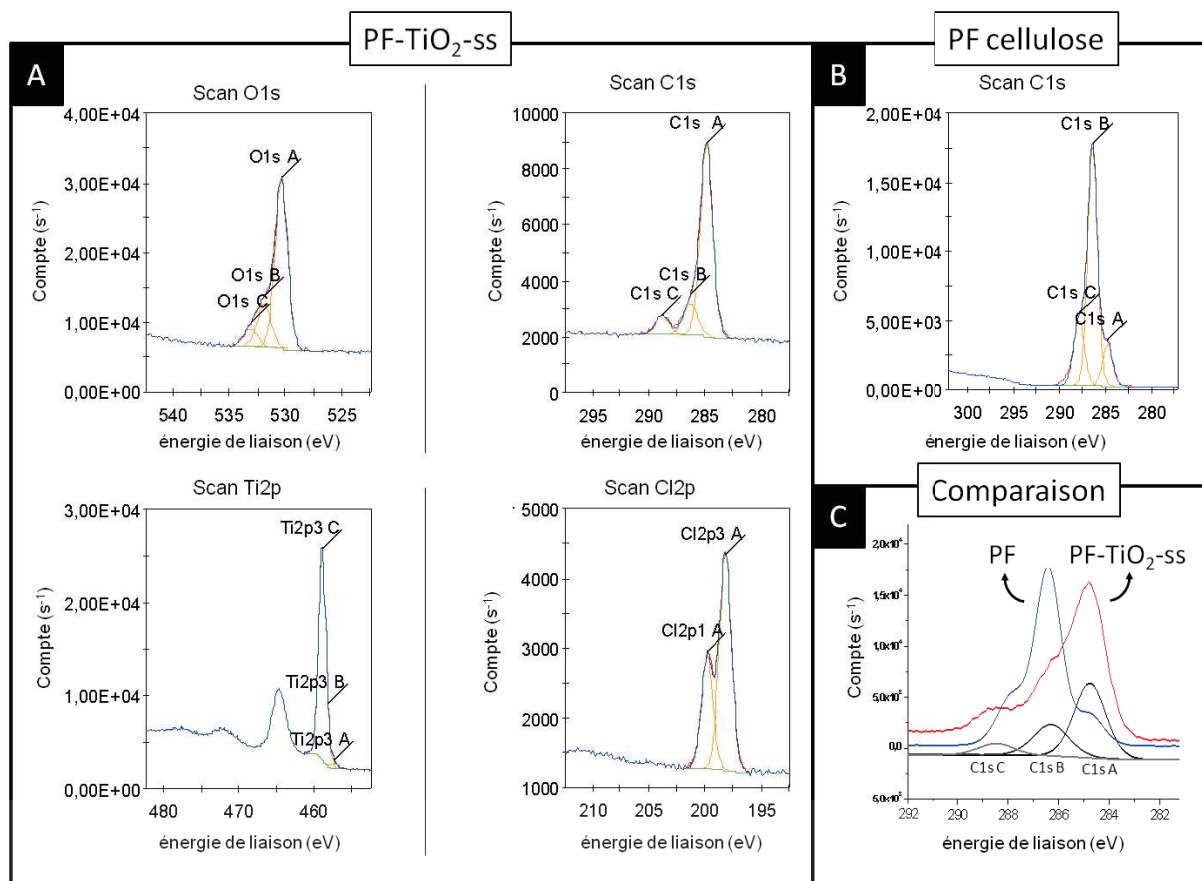 PF-TiO2-ss
PF cellulose
A
Scan O1s
Compte (s-1)
4,00E+04
3,00E+04
2,00E+04
1,00E+04
0,00E+00
O1s A
O1s B
O1s C
540 535 530 525
énergie de liaison (eV)
Scan C1s
Compte (s-1)
10000
8000
6000
4000
2000
0
C1s A
C1s B
C1s C
295 289 285 280
énergie de liaison (eV)
B
Scan C1s
Compte (s-1)
2,00E+04
1,50E+04
1,00E+04
5,00E+03
0,00E+00
C1s B
C1s C
C1s A
300 295 290 285 280
énergie de liaison (eV)
Scan Ti2p
Compte (s-1)
3,00E+04
2,00E+04
1,00E+04
0,00E+00
Ti2p3 C
Ti2p3 B
Ti2p3 A
480 470 460
énergie de liaison (eV)
Scan Cl2p
Compte (s-1)
5000
4000
3000
2000
1000
Cl2p3 A
Cl2p1 A
210 205 200 195
énergie de liaison (eV)
C
Comparaison
Compte (s-1)
PF
PF-TiO2-ss
0,0
C1s C C1s B C1s A
292 290 288 286 284 282
énergie de liaison (eV)